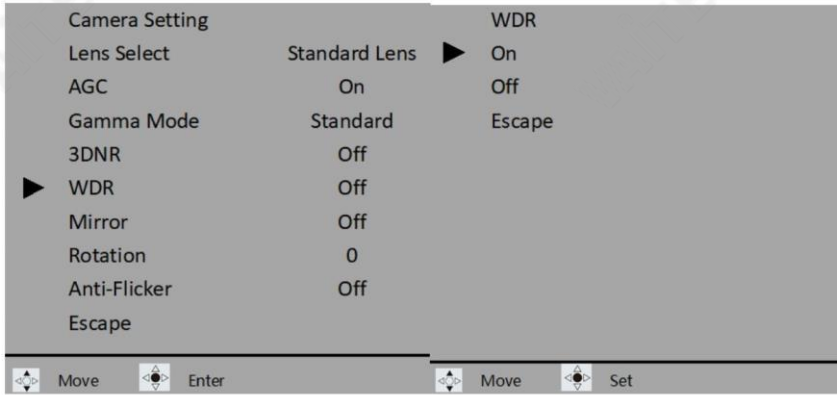 Camera Setting
Lens Select Standard Lens
AGC On
Gamma Mode Standard
3DNR Off
WDR Off
Mirror Off
Rotation 0
Anti-Flicker Off
Escape
Move Enter
WDR
On
Off
Escape
Move Set